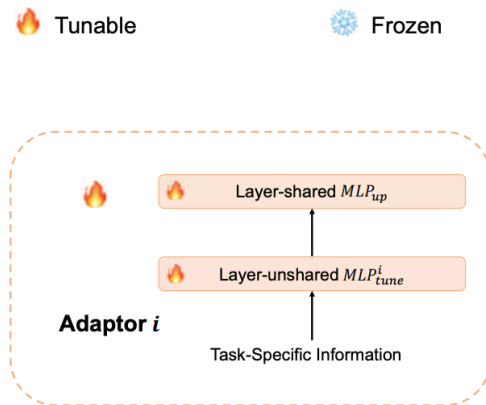 Tunable
Frozen
Layer-shared MLP_up
Layer-unshared MLP^i_tune
Adaptor i
Task-Specific Information